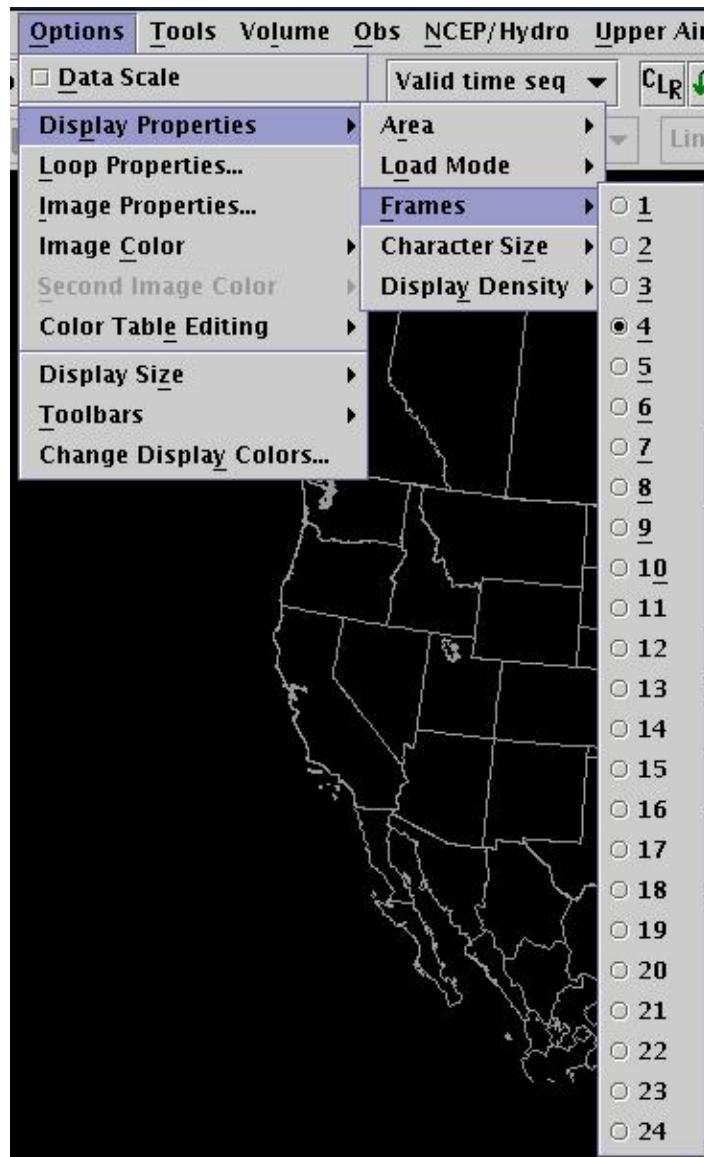 Options Tools Volume Obs NCEP/Hydro Upper Air
Data Scale
Valid time seq
CLR
Display Properties
Loop Properties...
Image Properties...
Image Color
Second Image Color
Color Table Editing
Display Size
Toolbars
Change Display Colors...
Area
Load Mode
Frames
Character Size
Display Density
Lin
1
2
3
4
5
6
7
8
9
10
11
12
13
14
15
16
17
18
19
20
21
22
23
24